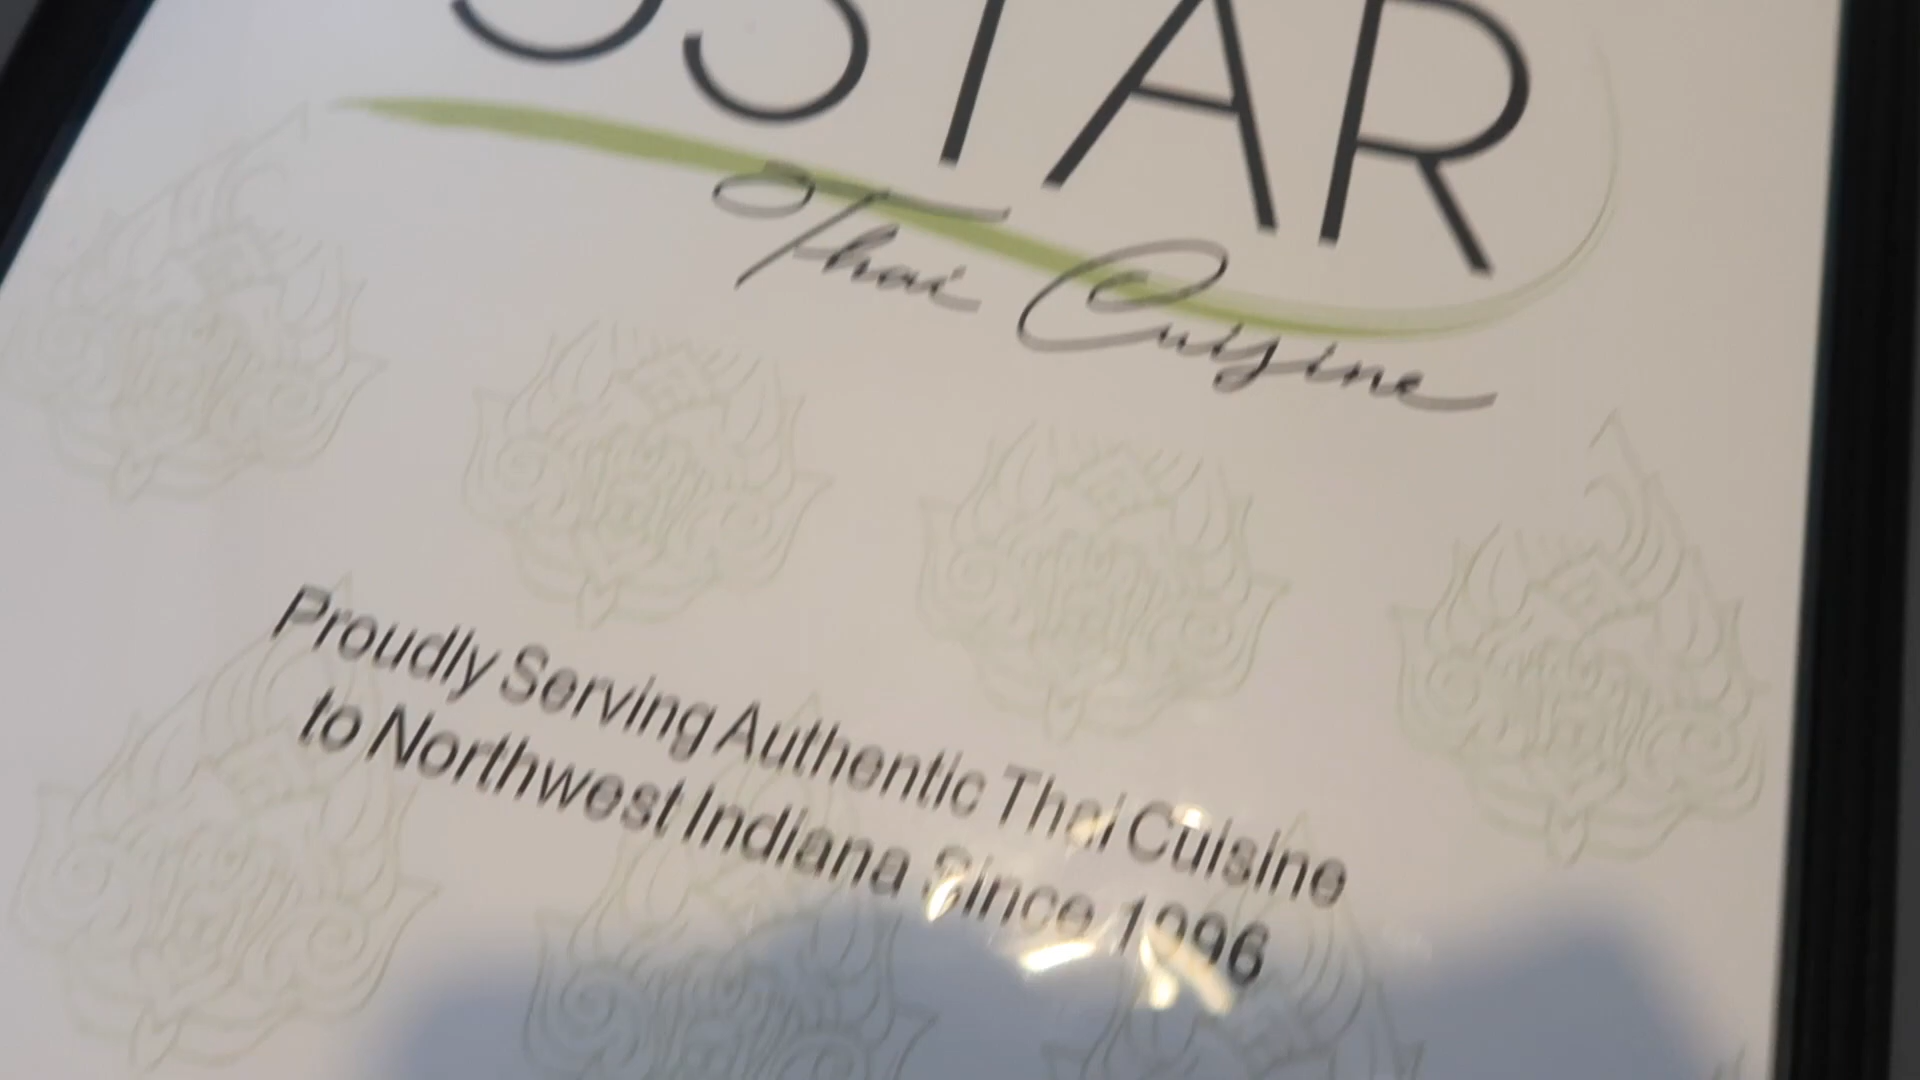 STAR
Thai Cuisine
Proudly Serving Authentic Thai Cuisine
to Northwest Indiana Since 1996